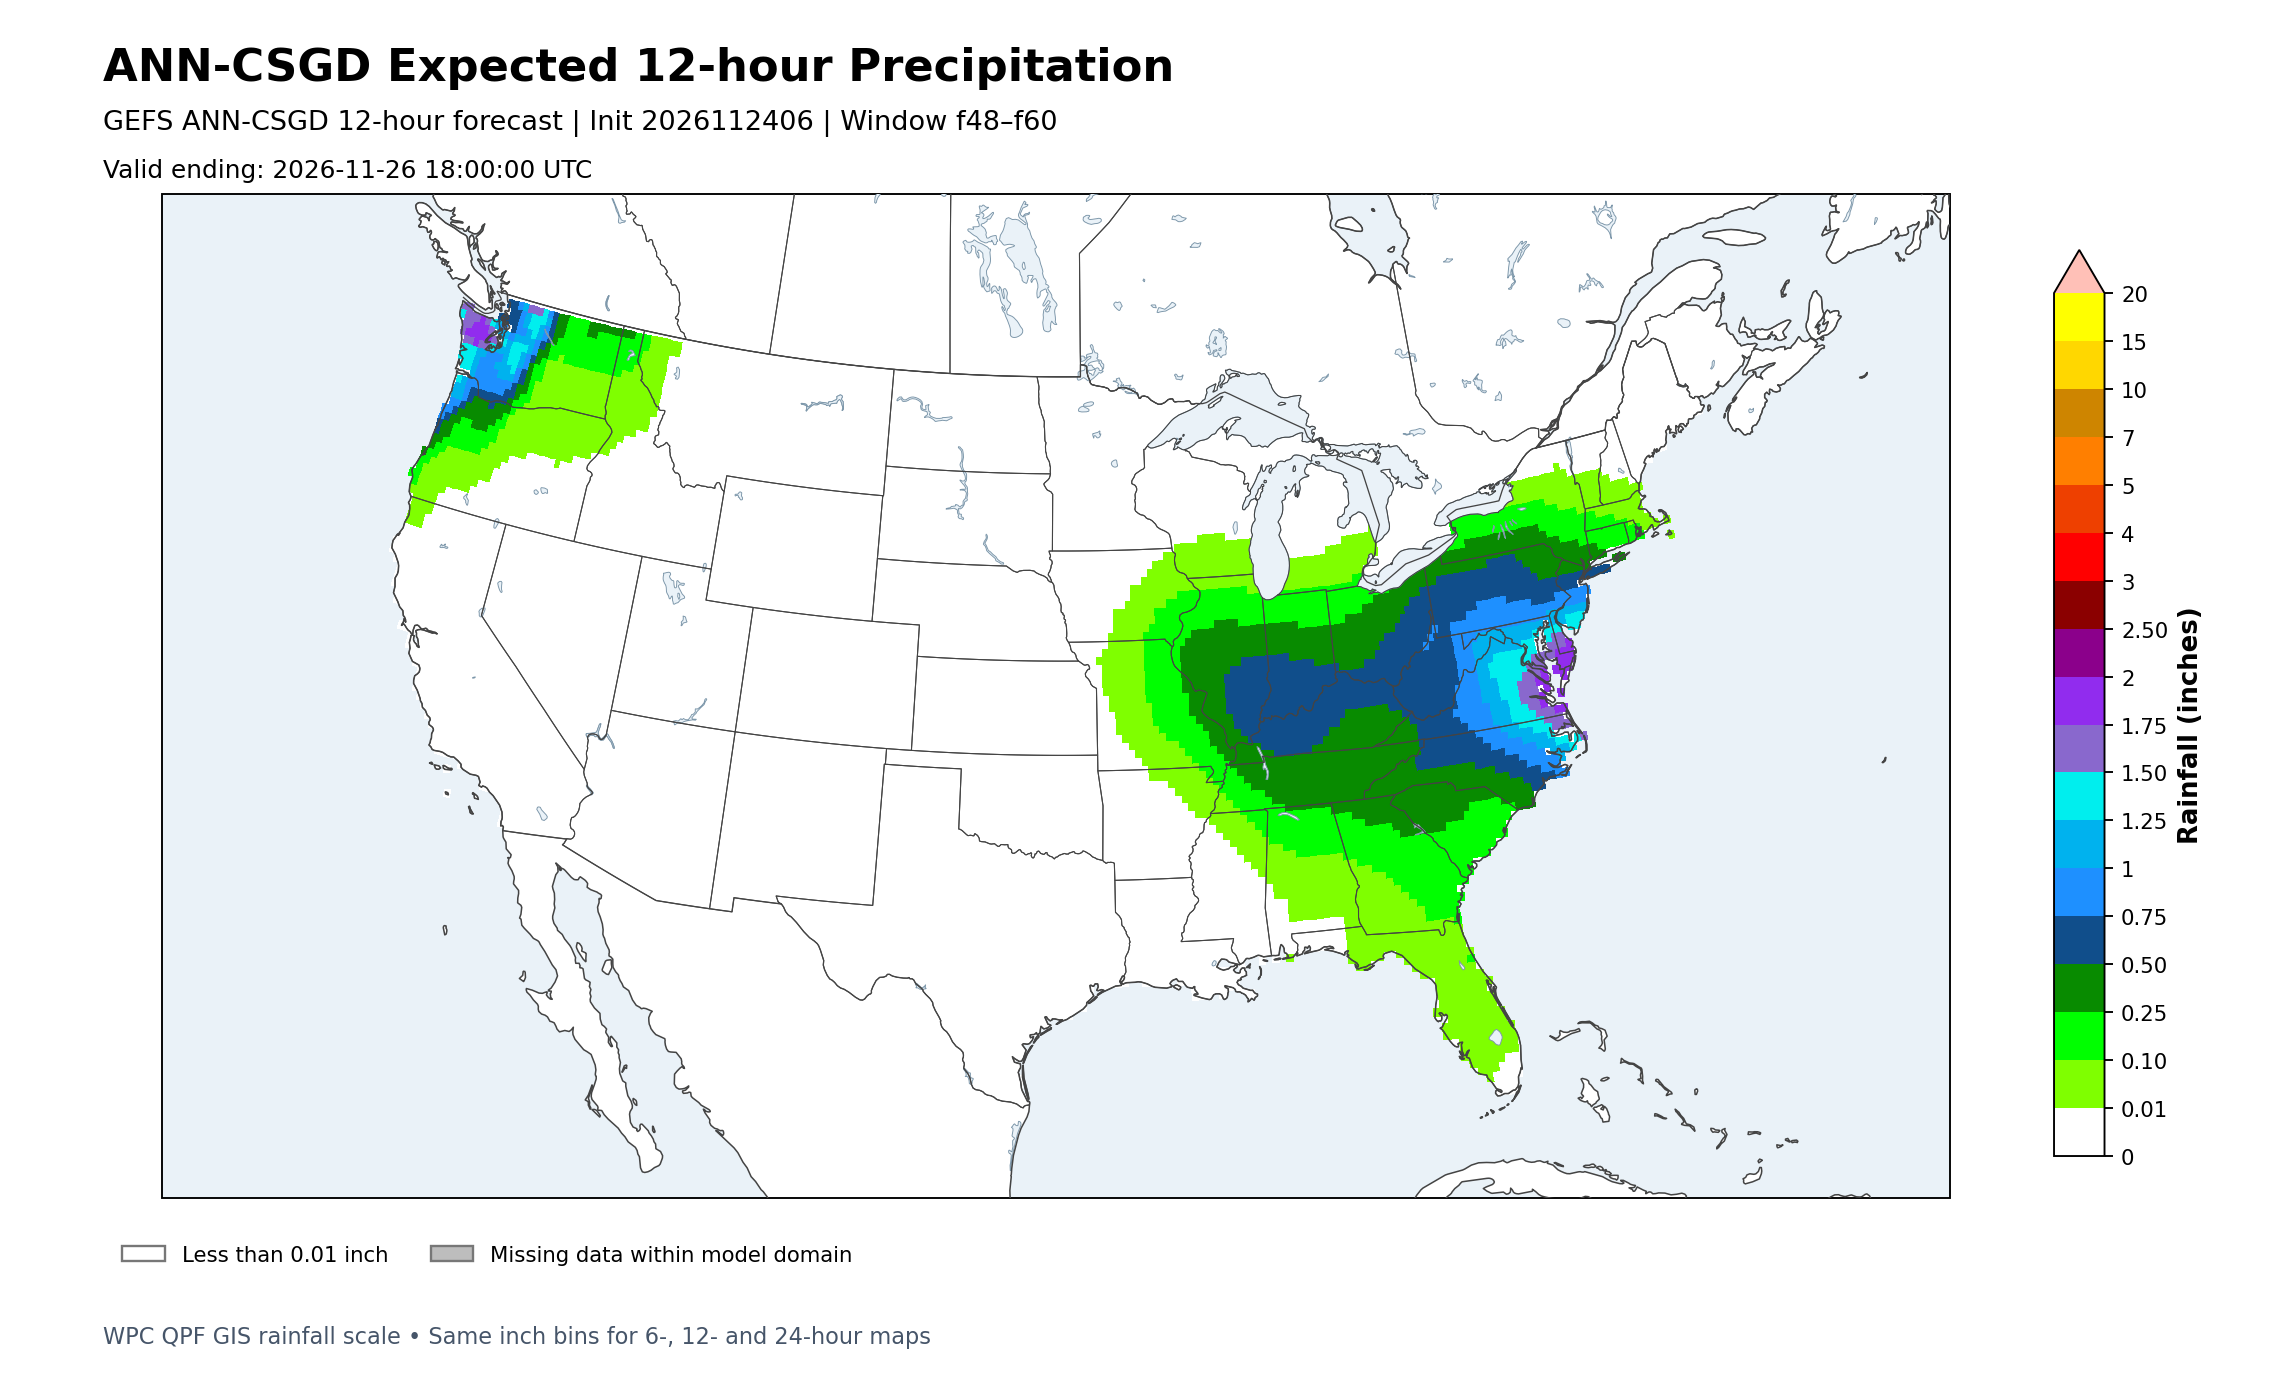 ANN-CSGD Expected 12-hour Precipitation
GEFS ANN-CSGD 12-hour forecast | Init 2026112406 | Window f48–f60
Valid ending: 2026-11-26 18:00:00 UTC
20
15
10
7
5
4
3
2.50
2
1.75
1.50
1.25
1
0.75
0.50
0.25
0.10
0.01
0
Rainfall (inches)
Less than 0.01 inch
Missing data within model domain
WPC QPF GIS rainfall scale • Same inch bins for 6-, 12- and 24-hour maps